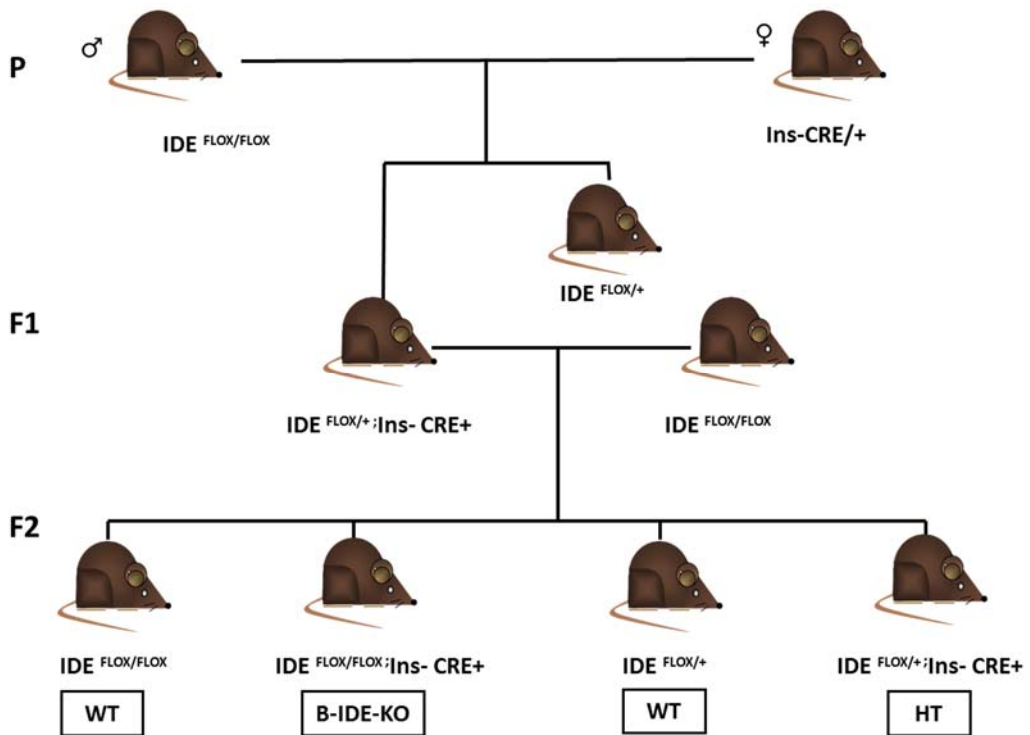 P
♂
♀
IDE FLOX/FLOX
Ins-CRE/+
IDE FLOX/+
F1
IDE FLOX/+ ;Ins- CRE+
IDE FLOX/FLOX
F2
IDE FLOX/FLOX
IDE FLOX/FLOX;Ins- CRE+
IDE FLOX/+
IDE FLOX/+;Ins- CRE+
WT
B-IDE-KO
WT
HT